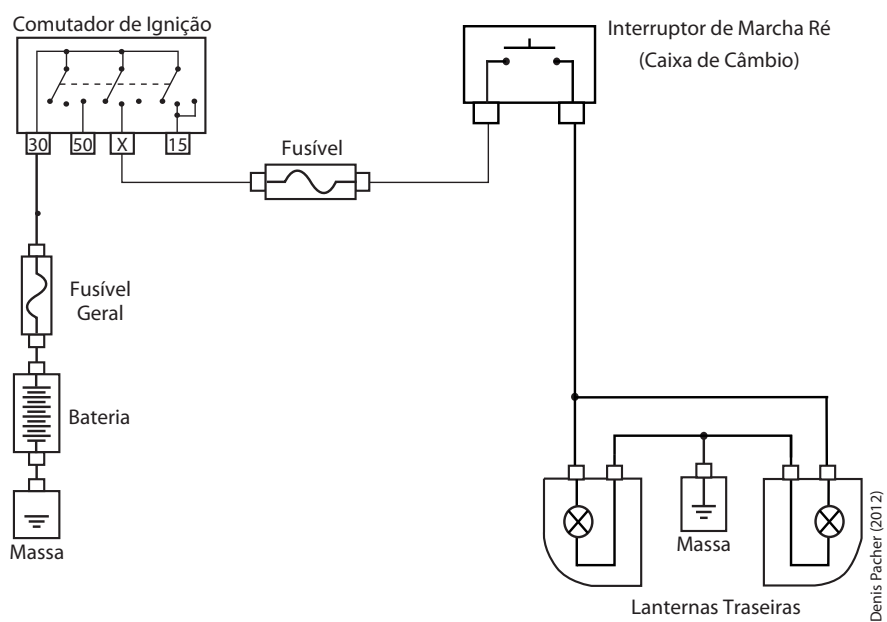 Comutador de Ignição
Interruptor de Marcha Ré
(Caixa de Câmbio)
30
50
X
15
Fusível
Fusível
Geral
Bateria
Massa
Massa
Lanternas Traseiras
Denis Pacher (2012)